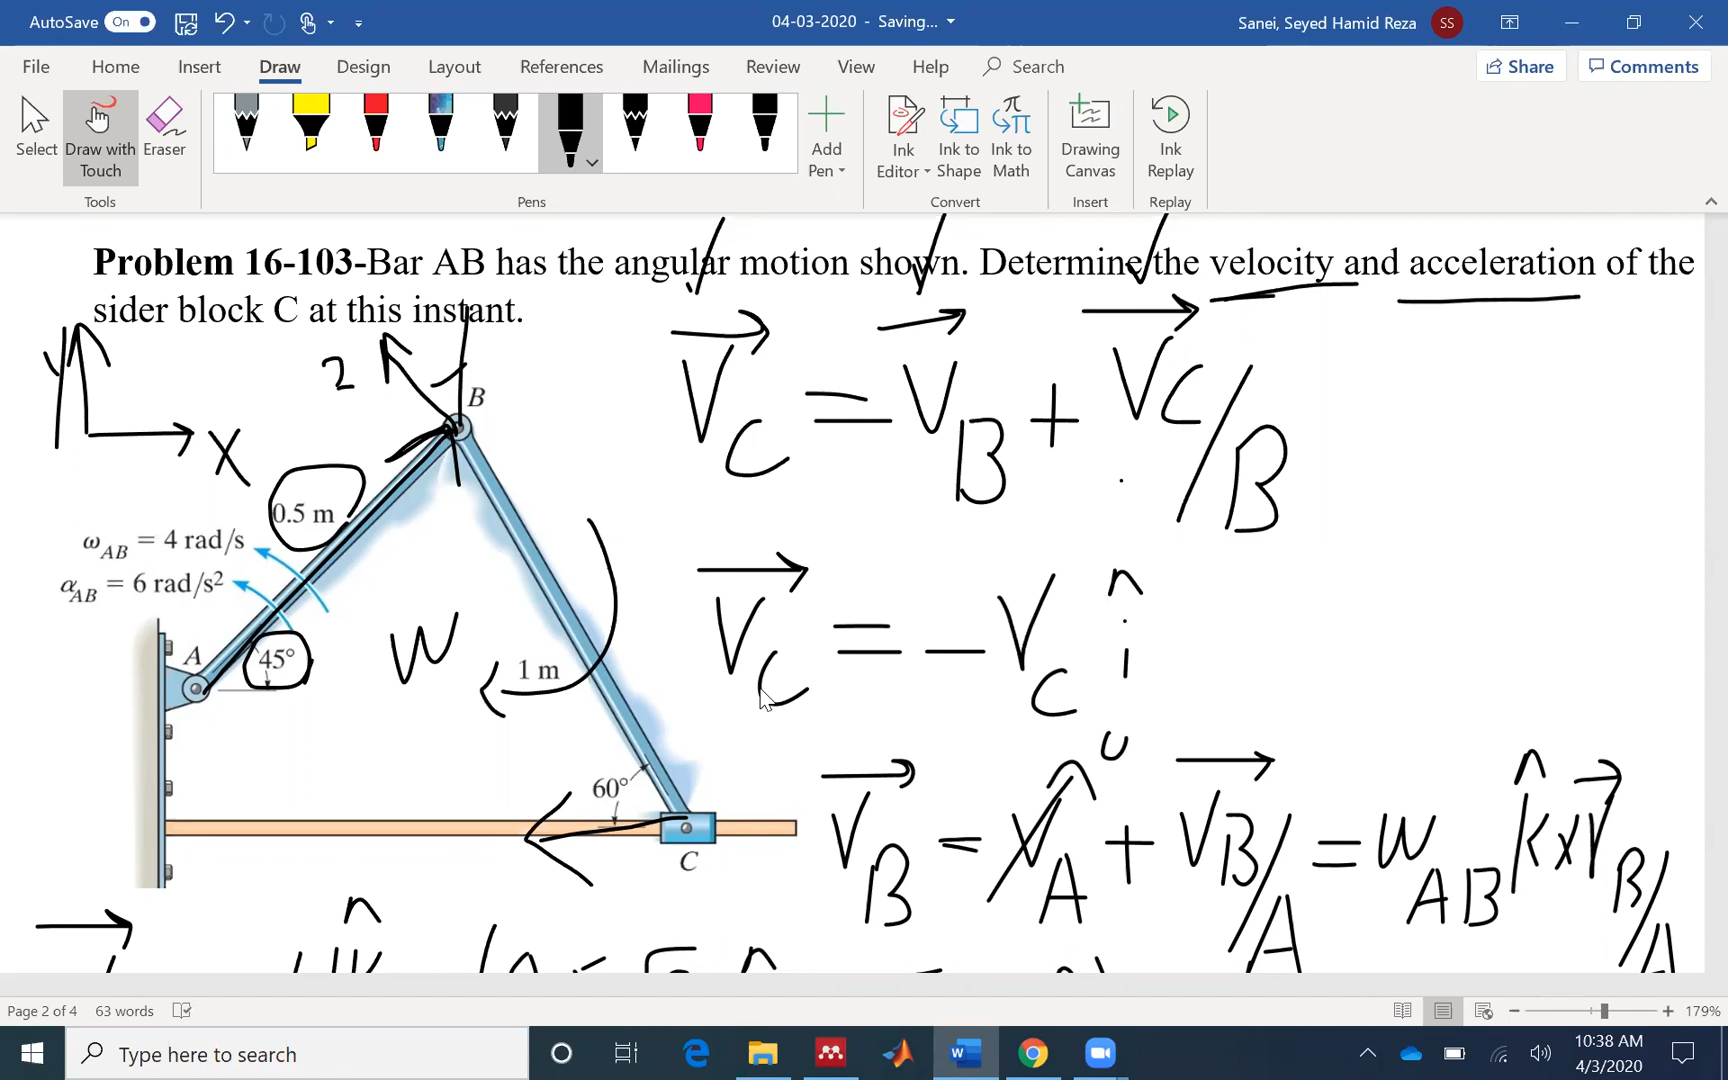 AutoSave On
04-03-2020 - Saving...
Sanei, Seyed Hamid Reza SS
File Home Insert Draw Design Layout References Mailings Review View Help Search
Share Comments
Select
Draw with Touch
Eraser
Tools
Pens
Add Pen
Ink Editor
Ink to Shape
Ink to Math
Convert
Drawing Canvas
Insert
Ink Replay
Replay
Problem 16-103-Bar AB has the angular motion shown. Determine the velocity and acceleration of the
sider block C at this instant.
y
x
2
B
0.5 m
ω_AB = 4 rad/s
α_AB = 6 rad/s²
A
45°
W
1 m
60°
C
V_C = V_B + V_C/B
V_C = − V_C î
V_B = V_A + V_B/A = W_AB k̂ x r_B/A
Page 2 of 4 63 words
179%
Type here to search
10:38 AM
4/3/2020